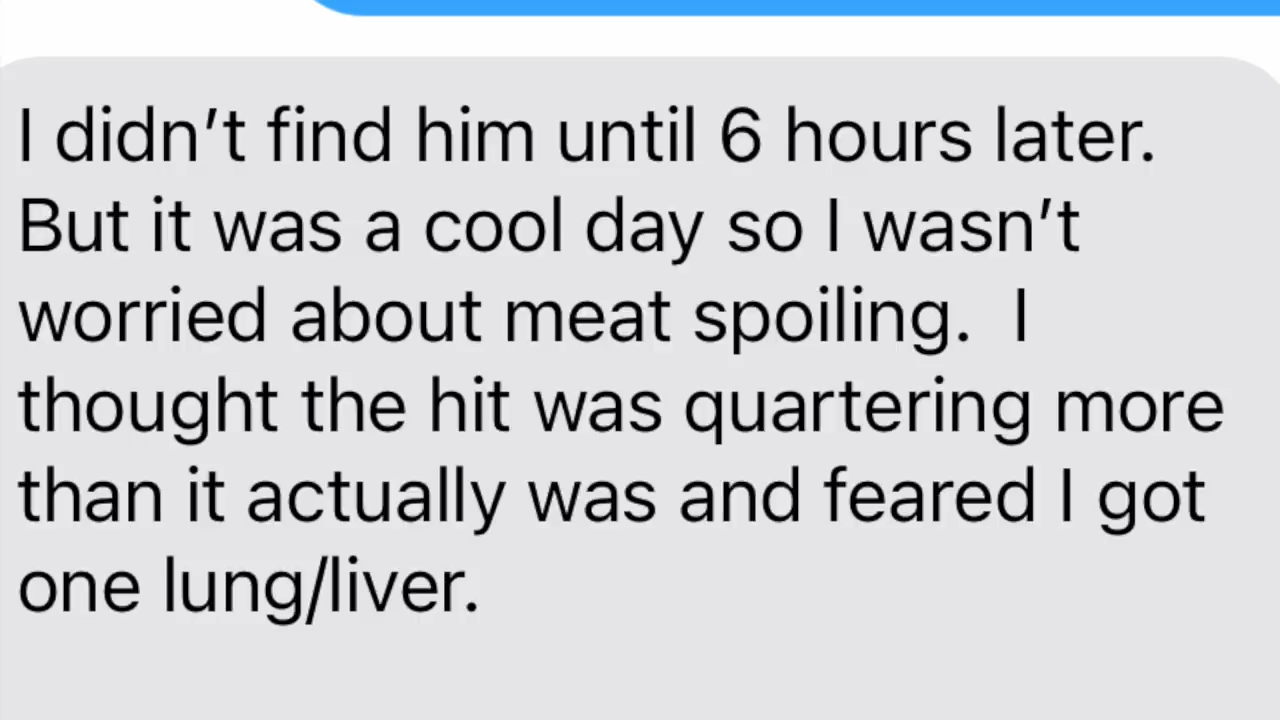 I didn’t find him until 6 hours later.
But it was a cool day so I wasn’t
worried about meat spoiling.  I
thought the hit was quartering more
than it actually was and feared I got
one lung/liver.